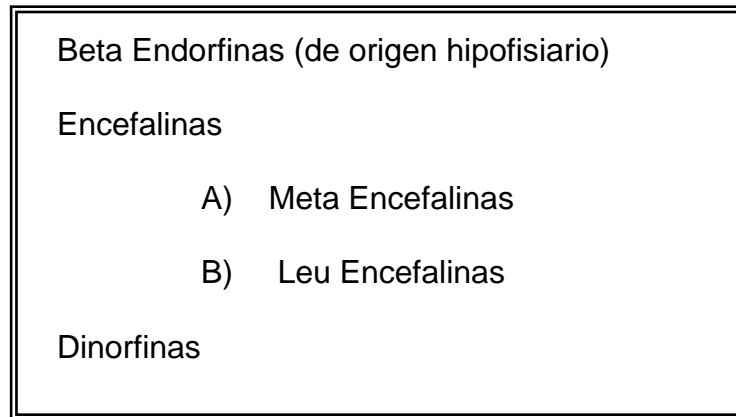 Beta Endorfinas (de origen hipofisiario)
Encefalinas
A) Meta Encefalinas
B) Leu Encefalinas
Dinorfinas